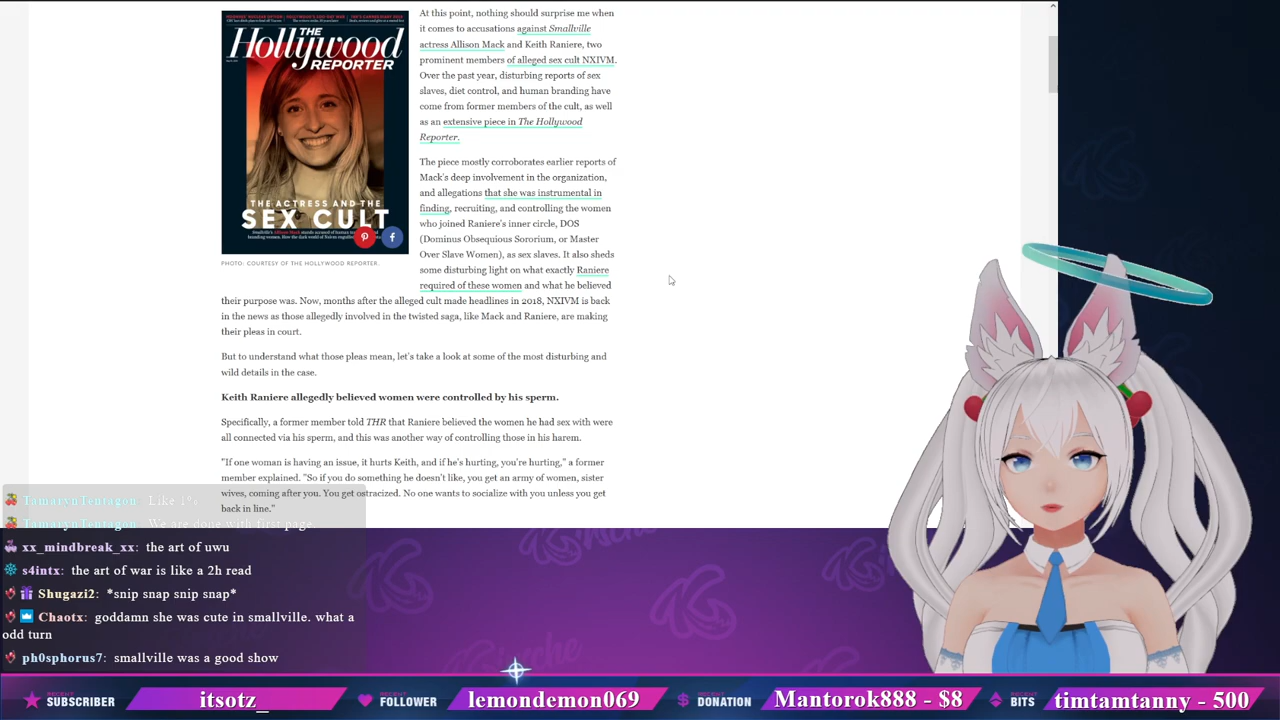 THE
Hollywood
REPORTER
THE ACTRESS AND THE
SEX CULT
PHOTO: COURTESY OF THE HOLLYWOOD REPORTER.
At this point, nothing should surprise me when
it comes to accusations against Smallville
actress Allison Mack and Keith Raniere, two
prominent members of alleged sex cult NXIVM.
Over the past year, disturbing reports of sex
slaves, diet control, and human branding have
come from former members of the cult, as well
as an extensive piece in The Hollywood
Reporter.
The piece mostly corroborates earlier reports of
Mack's deep involvement in the organization,
and allegations that she was instrumental in
finding, recruiting, and controlling the women
who joined Raniere's inner circle, DOS
(Dominus Obsequious Sororium, or Master
Over Slave Women), as sex slaves. It also sheds
some disturbing light on what exactly Raniere
required of these women and what he believed
their purpose was. Now, months after the alleged cult made headlines in 2018, NXIVM is back
in the news as those allegedly involved in the twisted saga, like Mack and Raniere, are making
their pleas in court.
But to understand what those pleas mean, let's take a look at some of the most disturbing and
wild details in the case.
Keith Raniere allegedly believed women were controlled by his sperm.
Specifically, a former member told THR that Raniere believed the women he had sex with were
all connected via his sperm, and this was another way of controlling those in his harem.
"If one woman is having an issue, it hurts Keith, and if he's hurting, you're hurting," a former
member explained. "So if you do something he doesn't like, you get an army of women, sister
wives, coming after you. You get ostracized. No one wants to socialize with you unless you get
back in line."
TamarynTentagon: Like 1%
TamarynTentagon: We are done with first page.
xx_mindbreak_xx: the art of uwu
s4intx: the art of war is like a 2h read
Shugazi2: *snip snap snip snap*
Chaotx: goddamn she was cute in smallville. what a
odd turn
ph0sphorus7: smallville was a good show
RECENT
SUBSCRIBER
itsotz_
RECENT
FOLLOWER
lemondemon069
RECENT
DONATION
Mantorok888 - $8
RECENT
BITS
timtamtanny - 500